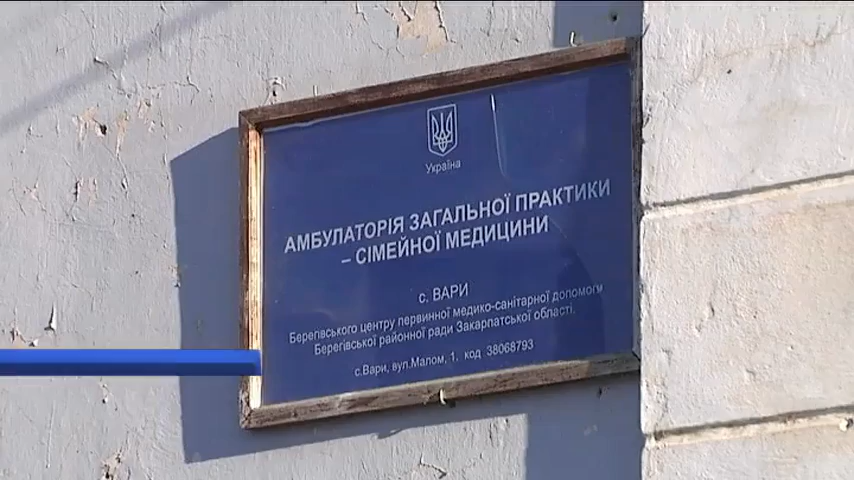 Україна
АМБУЛАТОРІЯ ЗАГАЛЬНОЇ ПРАКТИКИ
– СІМЕЙНОЇ МЕДИЦИНИ
с. ВАРИ
Берегівського центру первинної медико-санітарної допомоги
Берегівської районної ради Закарпатської області.
с.Вари, вул.Малом, 1. код 38068793